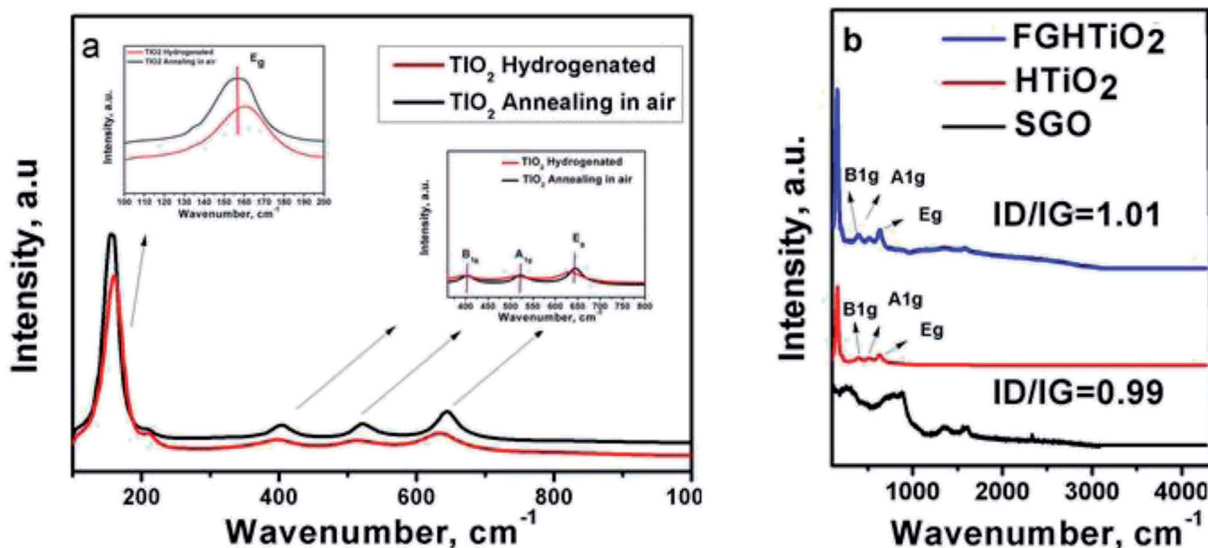 a
TIO2 Hydrogenated
TIO2 Annealing in air
Eg
Intensity, a.u.
100 110 120 130 140 150 160 170 180 190 200
Wavenumber, cm-1
TIO2 Hydrogenated
TIO2 Annealing in air
TIO2 Hydrogenated
TIO2 Annealing in air
Intensity, a.u.
B1g
A1g
Eg
400 450 500 550 600 650 700 750 800
Wavenumber, cm-1
Intensity, a.u
200 400 600 800 100
Wavenumber, cm-1
b
FGHTiO2
HTiO2
SGO
B1g
A1g
Eg
ID/IG=1.01
B1g
A1g
Eg
ID/IG=0.99
Intensity, a.u.
1000 2000 3000 4000
Wavenumber, cm-1